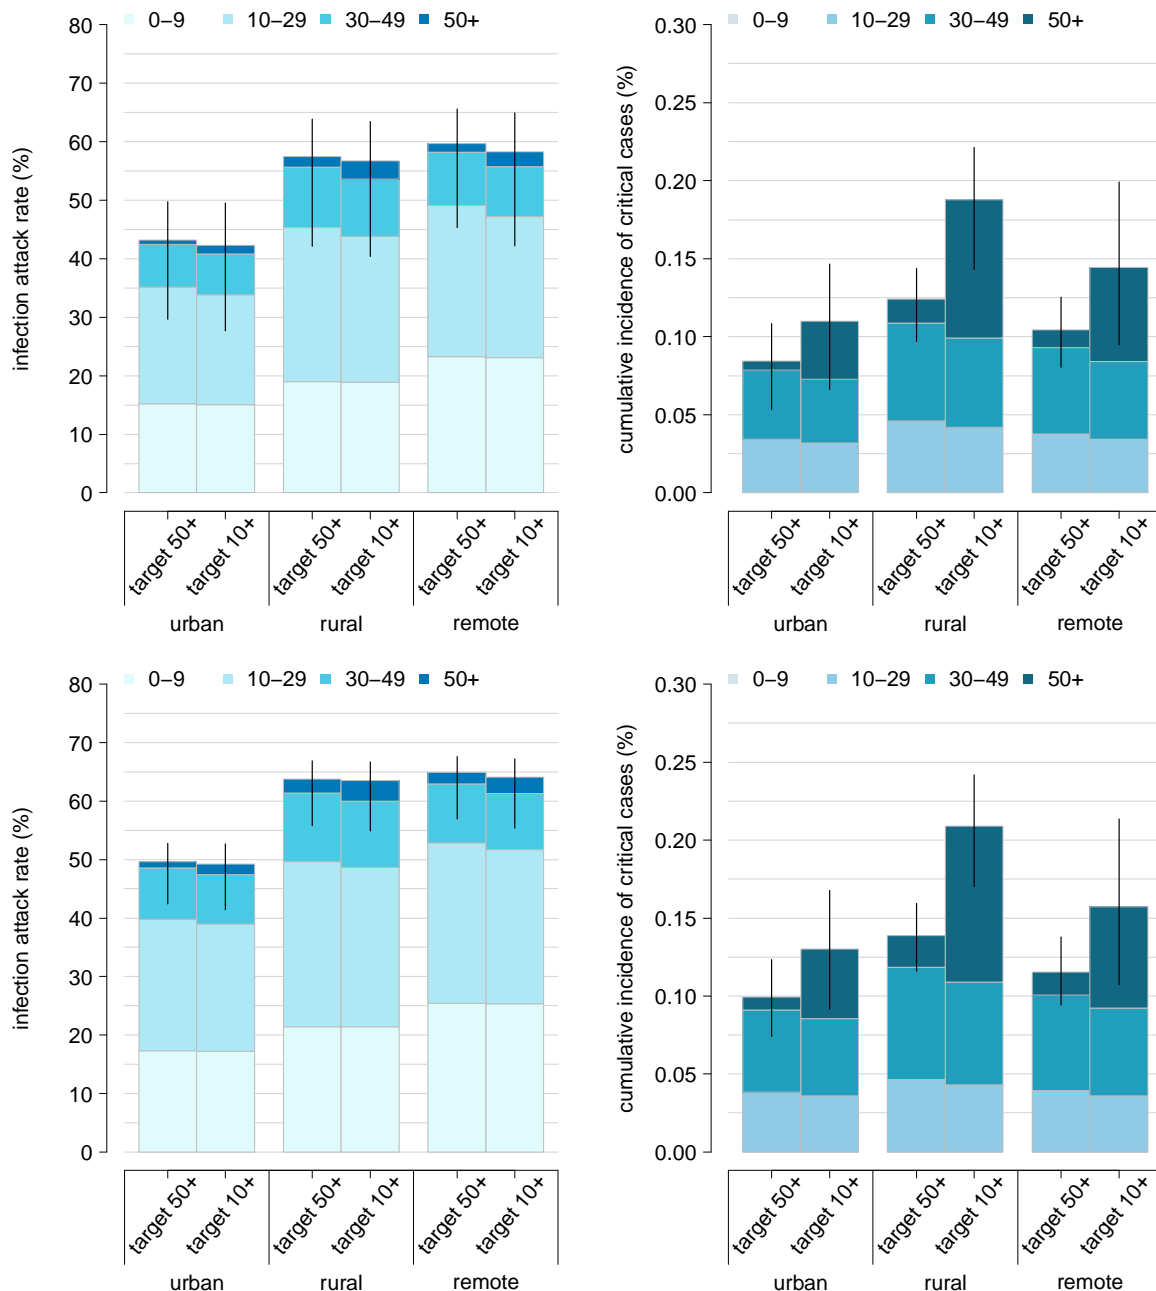 infection attack rate (%)
80
70
60
50
40
30
20
10
0
0–9 10–29 30–49 50+
target 50+ target 10+ target 50+ target 10+ target 50+ target 10+
urban rural remote
cumulative incidence of critical cases (%)
0.30
0.25
0.20
0.15
0.10
0.05
0.00
0–9 10–29 30–49 50+
target 50+ target 10+ target 50+ target 10+ target 50+ target 10+
urban rural remote
infection attack rate (%)
80
70
60
50
40
30
20
10
0
0–9 10–29 30–49 50+
target 50+ target 10+ target 50+ target 10+ target 50+ target 10+
urban rural remote
cumulative incidence of critical cases (%)
0.30
0.25
0.20
0.15
0.10
0.05
0.00
0–9 10–29 30–49 50+
target 50+ target 10+ target 50+ target 10+ target 50+ target 10+
urban rural remote